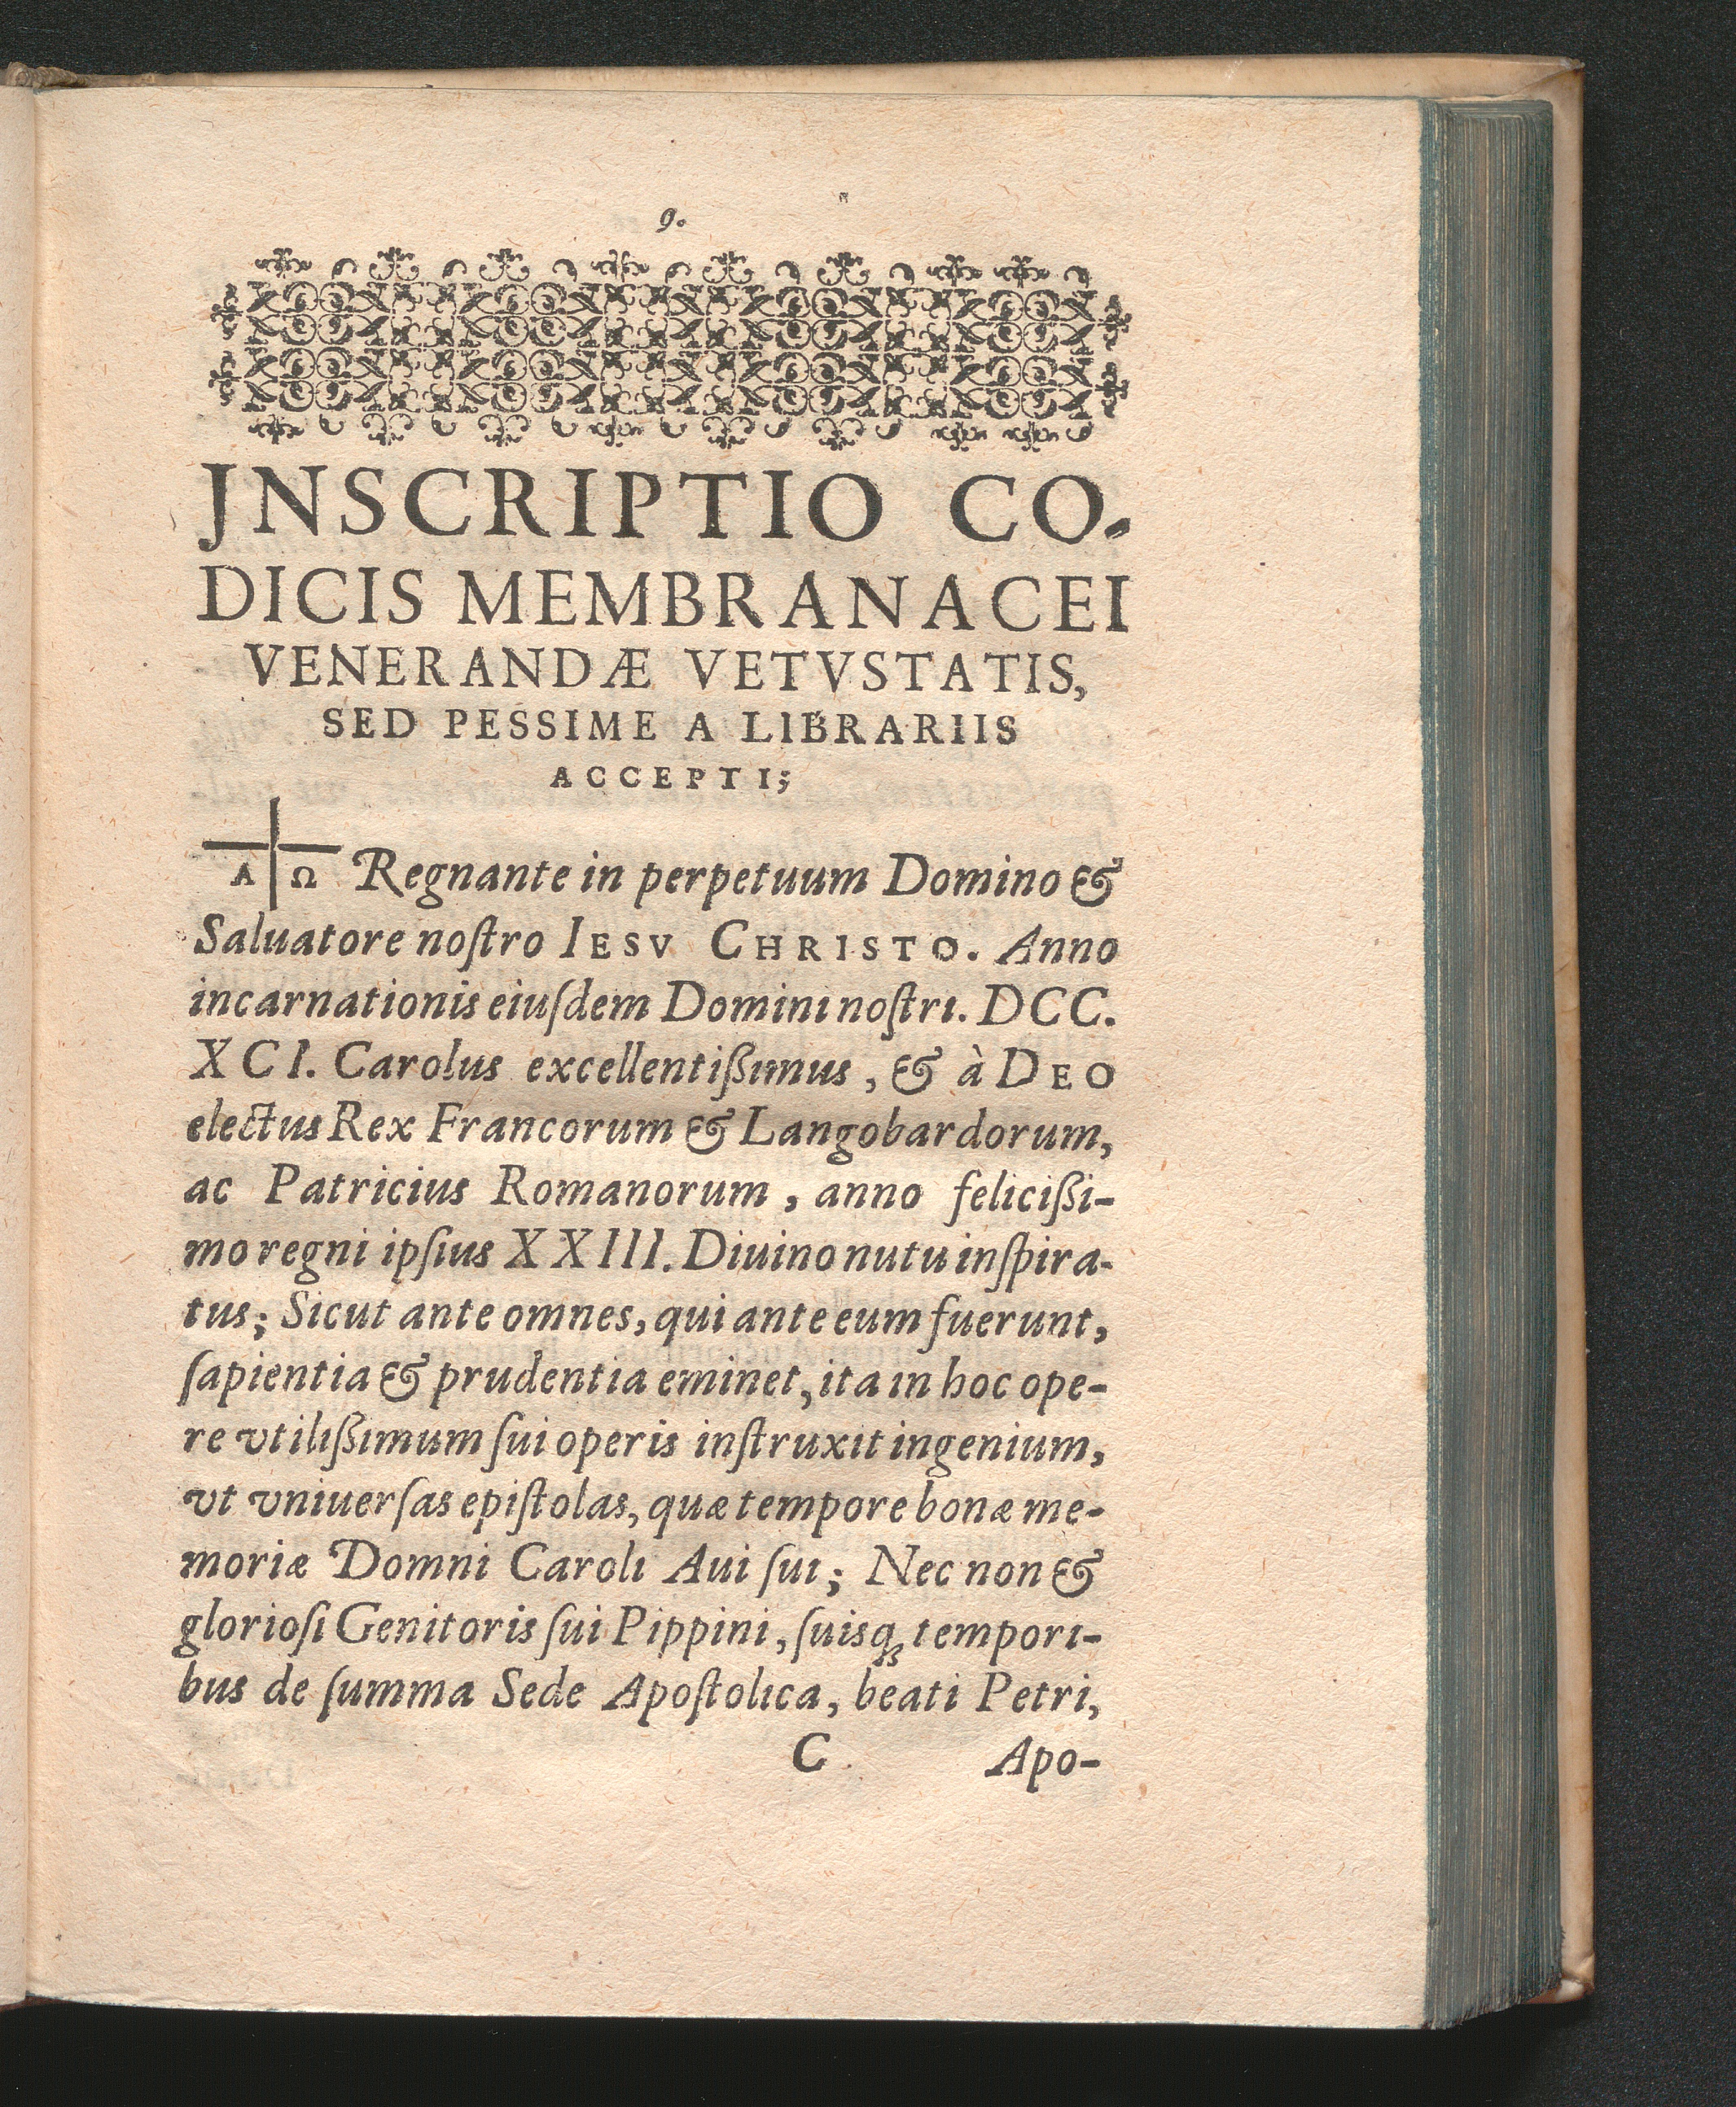 9.
JNSCRIPTIO CO-
DICIS MEMBRANACEI
VENERANDÆ VETVSTATIS,
SED PESSIME A LIBRARIIS
ACCEPTI;
A Ω Regnante in perpetuum Domino &
Saluatore noſtro IESV CHRISTO. Anno
incarnationis eiuſdem Domini noſtri. DCC.
XCI. Carolus excellentißimus, & à DEO
electus Rex Francorum & Langobardorum,
ac Patricius Romanorum, anno felicißi-
mo regni ipſius XXIII. Diuino nutu inſpira-
tus; Sicut ante omnes, qui ante eum fuerunt,
ſapientia & prudentia eminet, ita in hoc ope-
re vtilißimum ſui operis inſtruxit ingenium,
vt vniuerſas epiſtolas, quæ tempore bonæ me-
moriæ Domni Caroli Aui ſui; Nec non &
glorioſi Genitoris ſui Pippini, ſuisq; tempori-
bus de ſumma Sede Apoſtolica, beati Petri,
C Apo-